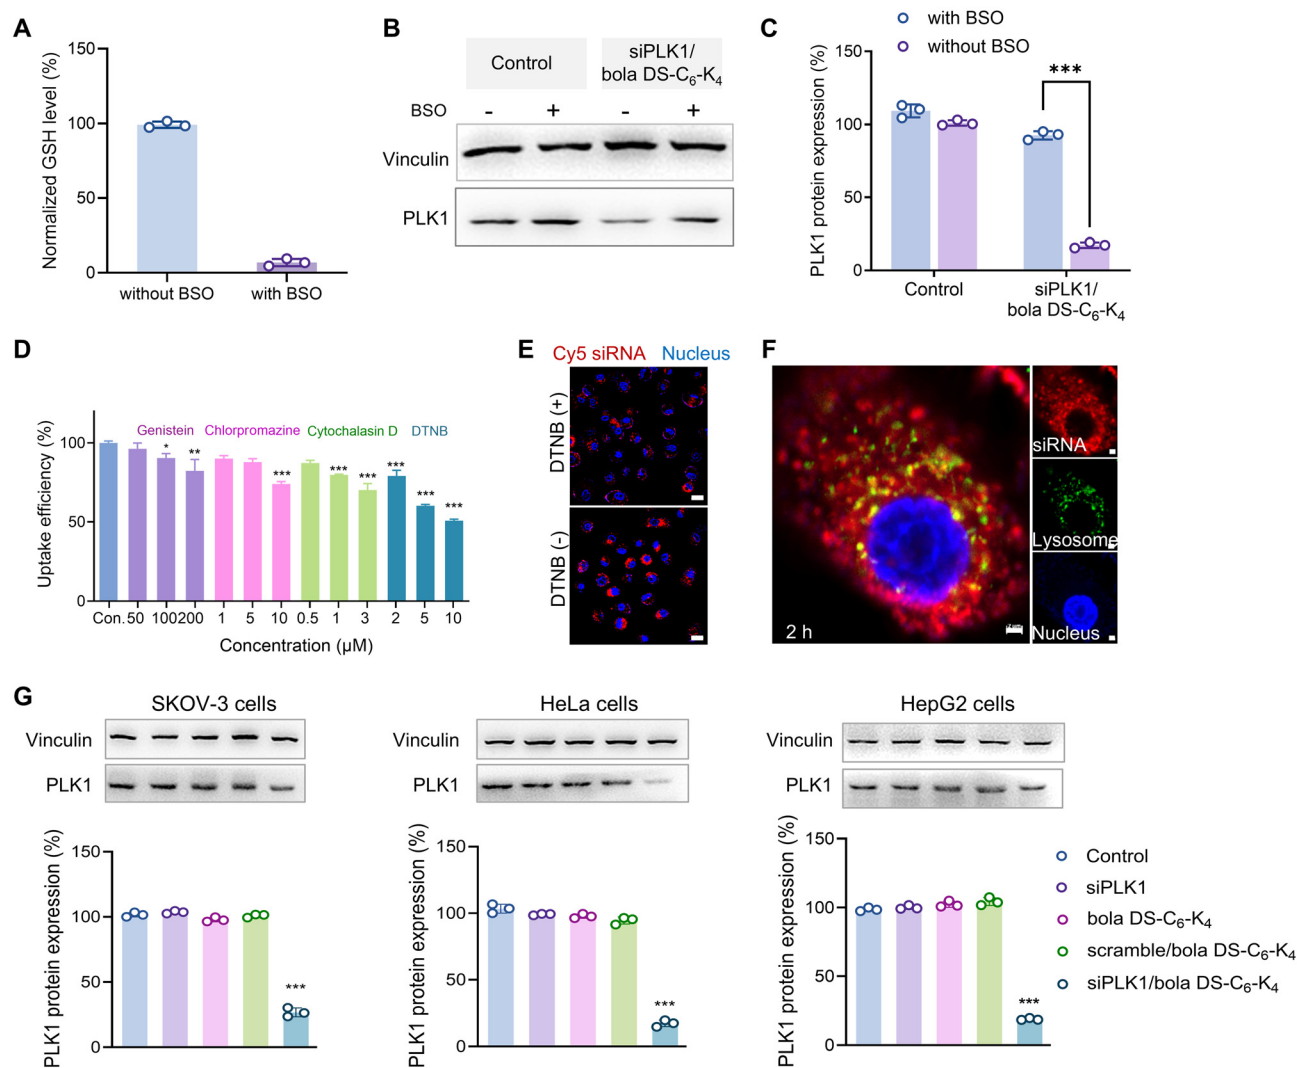 A
150
100
50
0
Normalized GSH level (%)
without BSO
with BSO
B
Control
siPLK1/
bola DS-C6-K4
BSO
-
+
-
+
Vinculin
PLK1
C
with BSO
without BSO
150
100
50
0
PLK1 protein expression (%)
***
Control
siPLK1/
bola DS-C6-K4
D
Uptake efficiency (%)
100
50
0
Genistein
Chlorpromazine
Cytochalasin D
DTNB
*
**
***
***
***
***
***
***
Con. 50 100 200 1 5 10 0.5 1 3 2 5 10
Concentration (μM)
E
Cy5 siRNA Nucleus
DTNB (+)
DTNB (-)
F
2 h
siRNA
Lysosome
Nucleus
G
SKOV-3 cells
Vinculin
PLK1
150
100
50
0
PLK1 protein expression (%)
***
HeLa cells
Vinculin
PLK1
150
100
50
0
PLK1 protein expression (%)
***
HepG2 cells
Vinculin
PLK1
150
100
50
0
PLK1 protein expression (%)
***
Control
siPLK1
bola DS-C6-K4
scramble/bola DS-C6-K4
siPLK1/bola DS-C6-K4